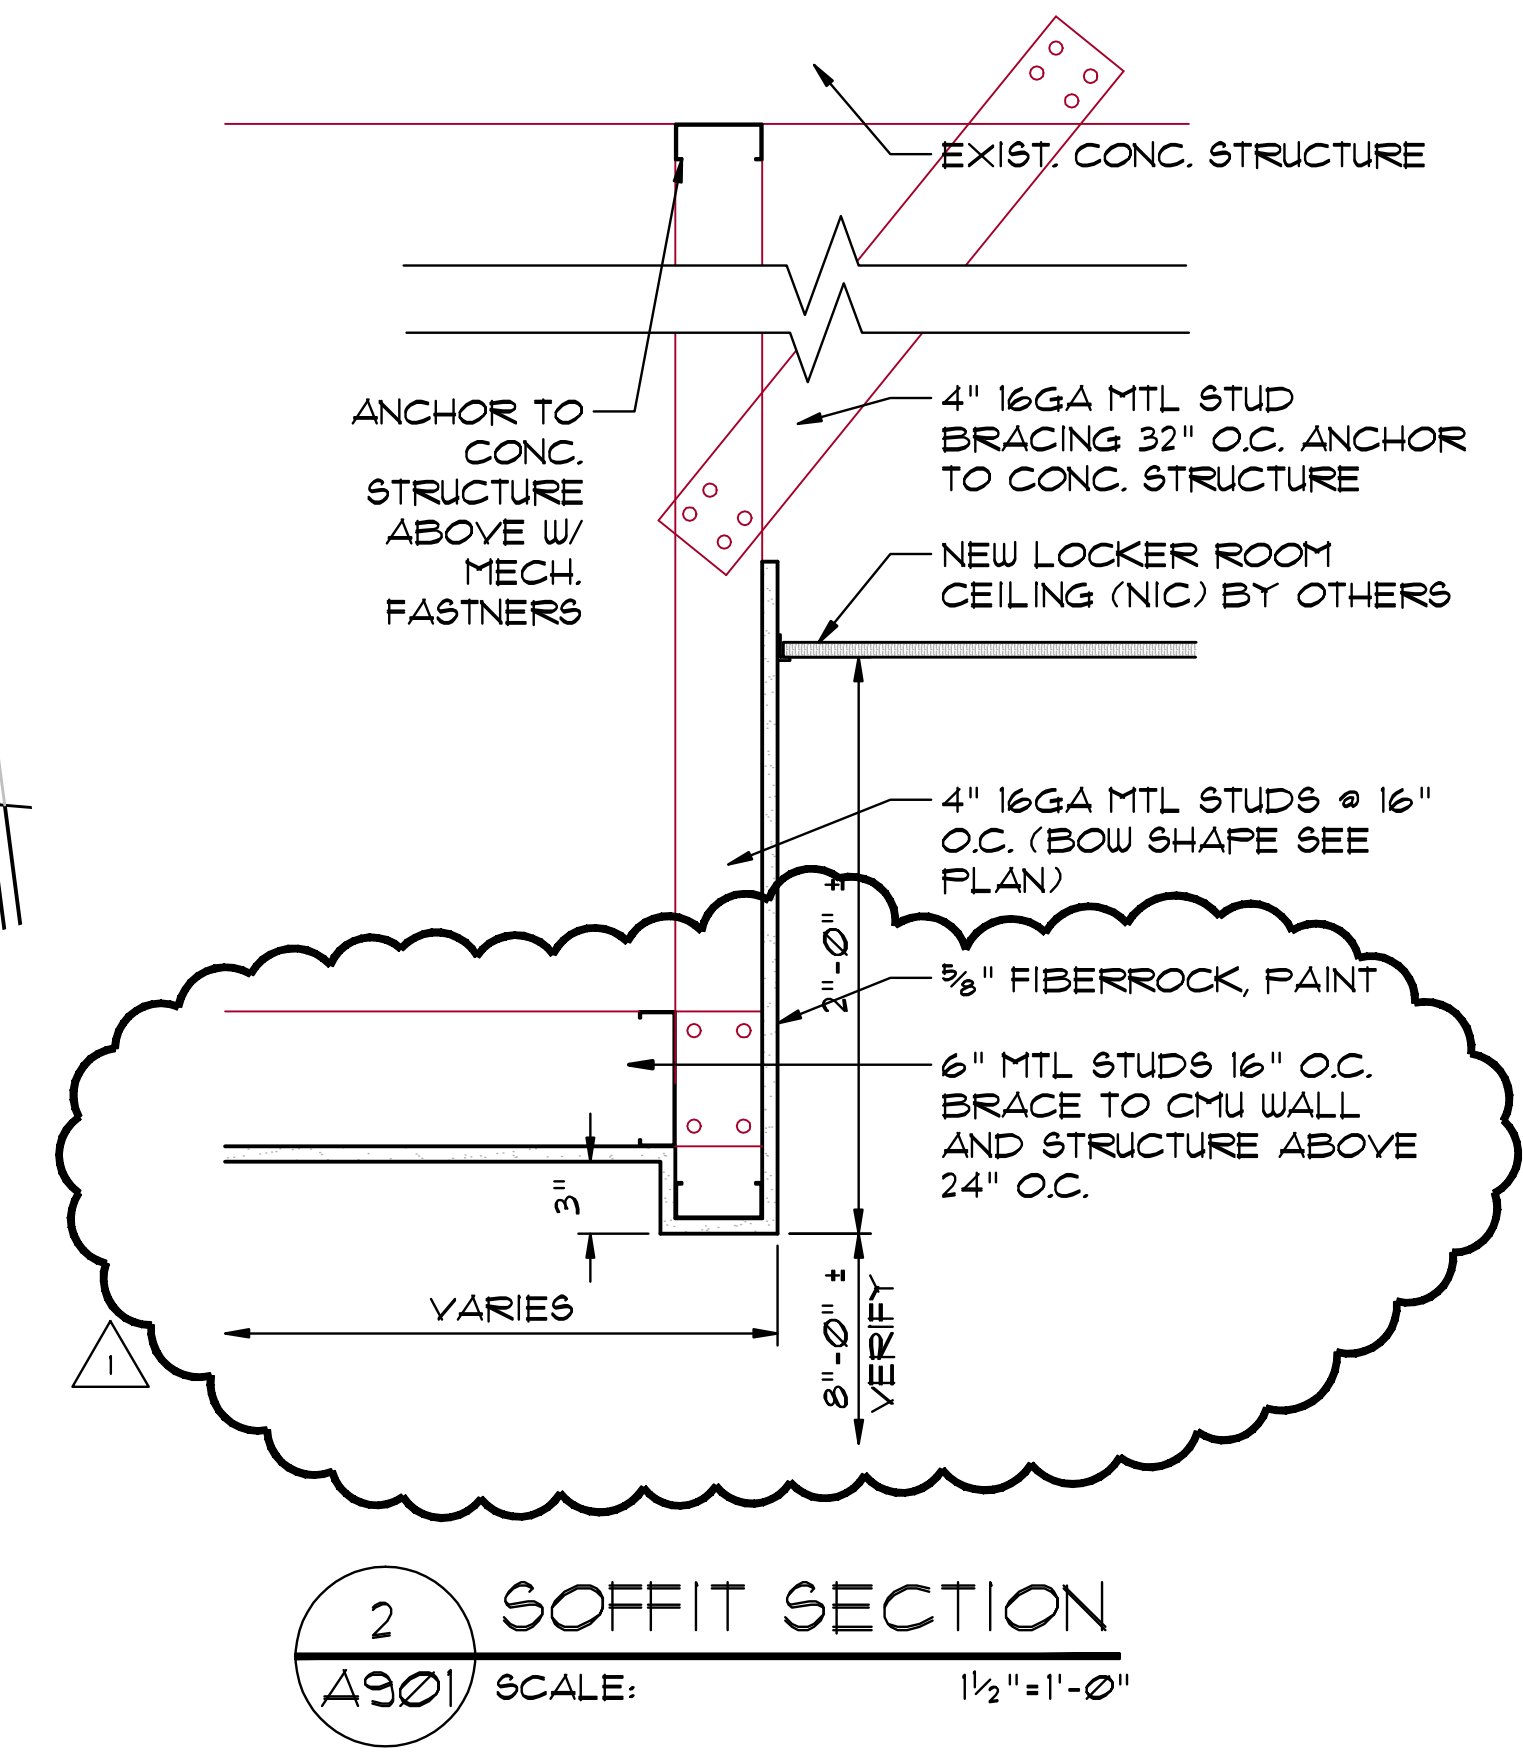 EXIST. CONC. STRUCTURE
ANCHOR TO
CONC.
STRUCTURE
ABOVE W/
MECH.
FASTNERS
4" 16GA MTL STUD
BRACING 32" O.C. ANCHOR
TO CONC. STRUCTURE
NEW LOCKER ROOM
CEILING (NIC) BY OTHERS
4" 16GA MTL STUDS @ 16"
O.C. (BOW SHAPE SEE
PLAN)
2'-0" ±
5/8" FIBERROCK, PAINT
6" MTL STUDS 16" O.C.
BRACE TO CMU WALL
AND STRUCTURE ABOVE
24" O.C.
3"
VARIES
8'-0" ±
VERIFY
1
2
SOFFIT SECTION
A901
SCALE: 1 1/2"=1'-0"